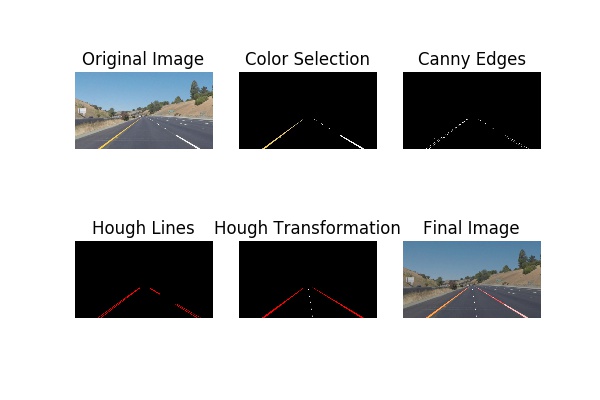 Original Image
Color Selection
Canny Edges
Hough Lines
Hough Transformation
Final Image